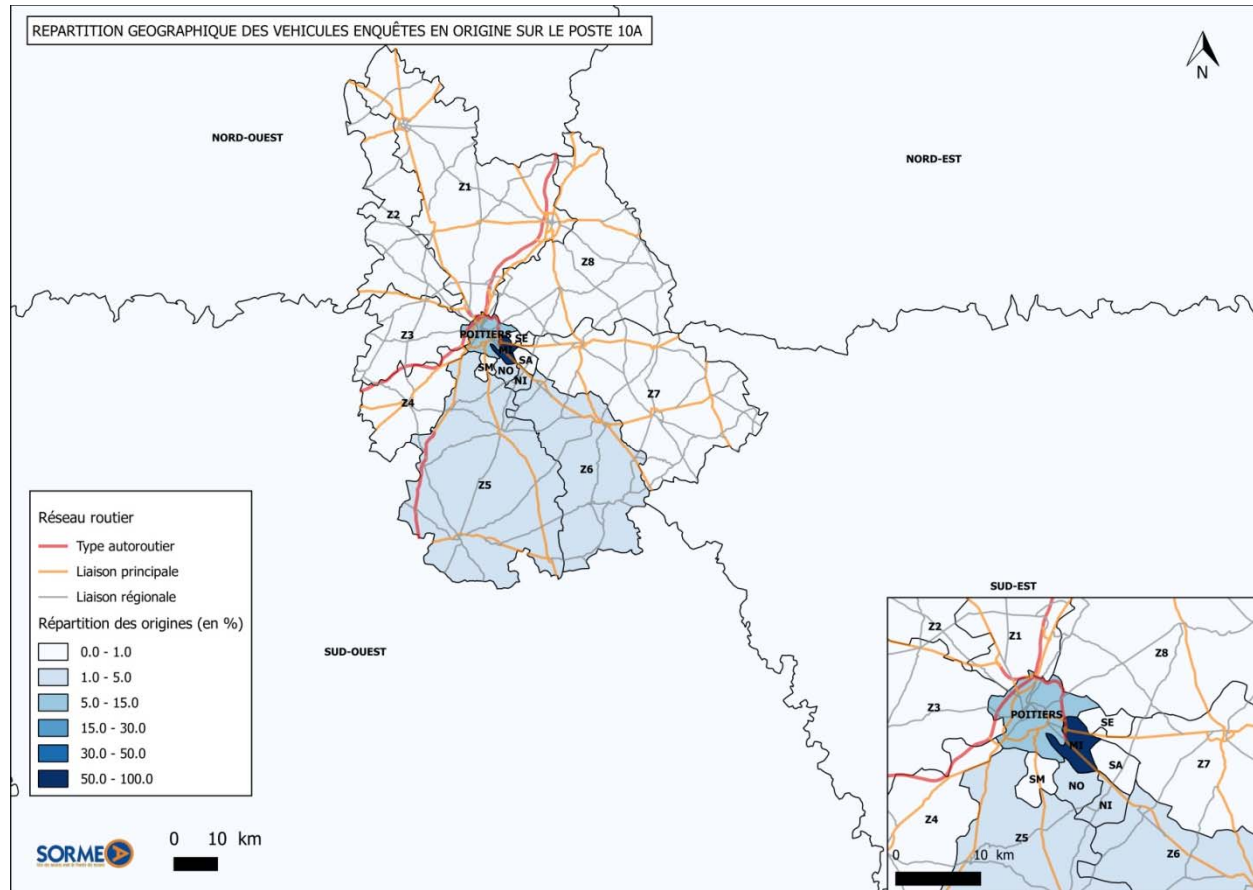 REPARTITION GEOGRAPHIQUE DES VEHICULES ENQUÊTES EN ORIGINE SUR LE POSTE 10A
N
NORD-OUEST
NORD-EST
Z1
Z2
Z8
Z3
POITIERS
SE
MI
SA
SM
NO
NI
Z4
Z7
Z6
Z5
SUD-OUEST
SUD-EST
Réseau routier
Type autoroutier
Liaison principale
Liaison régionale
Répartition des origines (en %)
0.0 - 1.0
1.0 - 5.0
5.0 - 15.0
15.0 - 30.0
30.0 - 50.0
50.0 - 100.0
SORMEA
0 10 km
Z2
Z1
Z8
Z3
POITIERS
SE
MI
SA
Z7
SM
NO
NI
Z4
Z5
Z6
0 10 km